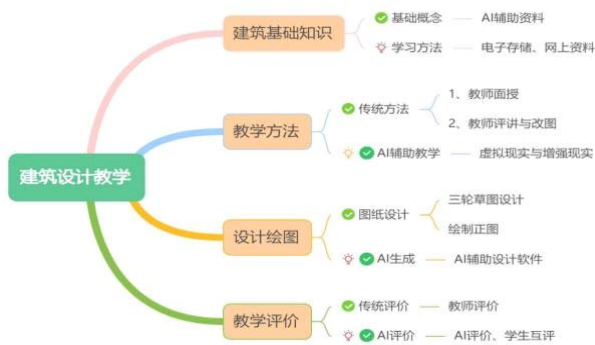 建筑设计教学
建筑基础知识
基础概念
AI辅助资料
学习方法
电子存储、网上资料
教学方法
传统方法
1、教师面授
2、教师评讲与改图
AI辅助教学
虚拟现实与增强现实
设计绘图
图纸设计
三轮草图设计
绘制正图
AI生成
AI辅助设计软件
教学评价
传统评价
教师评价
AI评价
AI评价、学生互评